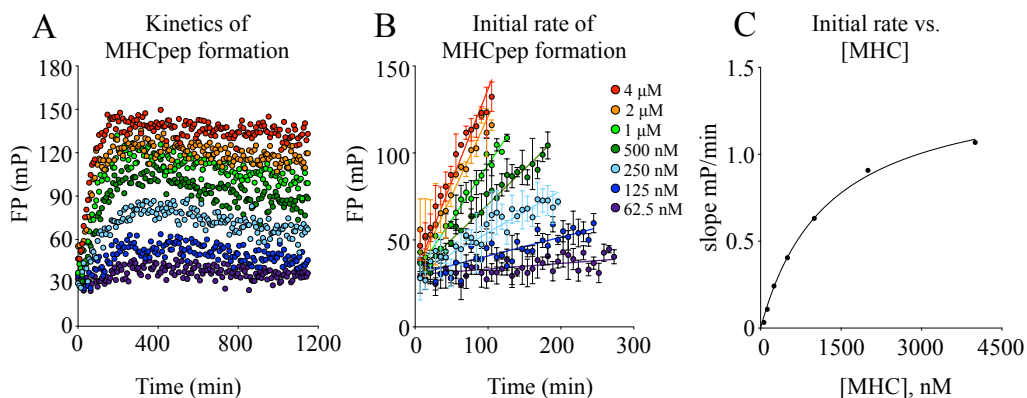 A
Kinetics of
MHCpep formation
FP (mP)
180
150
120
90
60
30
0
0 400 800 1200
Time (min)
B
Initial rate of
MHCpep formation
FP (mP)
150
100
50
0
0 100 200 300
Time (min)
4 µM
2 µM
1 µM
500 nM
250 nM
125 nM
62.5 nM
C
Initial rate vs.
[MHC]
slope mP/min
1.5
1.0
0.5
0
0 1500 3000 4500
[MHC], nM